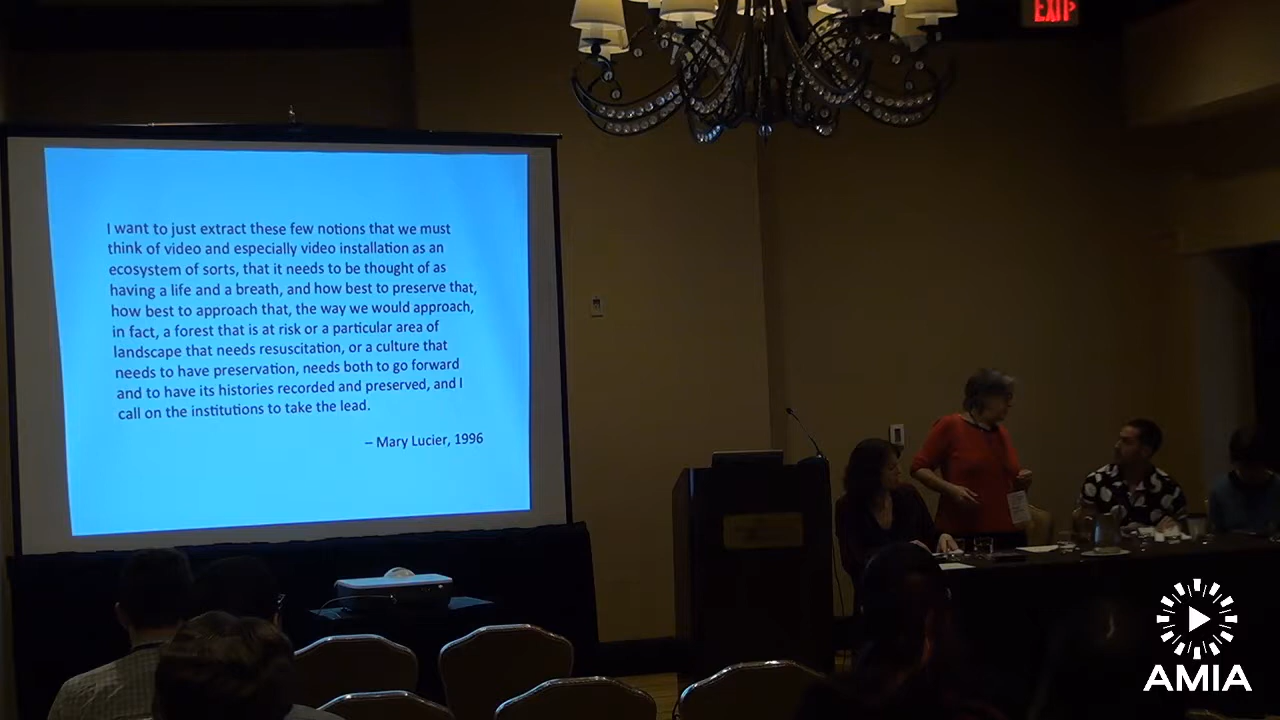 EXIT
I want to just extract these few notions that we must
think of video and especially video installation as an
ecosystem of sorts, that it needs to be thought of as
having a life and a breath, and how best to preserve that,
how best to approach that, the way we would approach,
in fact, a forest that is at risk or a particular area of
landscape that needs resuscitation, or a culture that
needs to have preservation, needs both to go forward
and to have its histories recorded and preserved, and I
call on the institutions to take the lead.
– Mary Lucier, 1996
AMIA